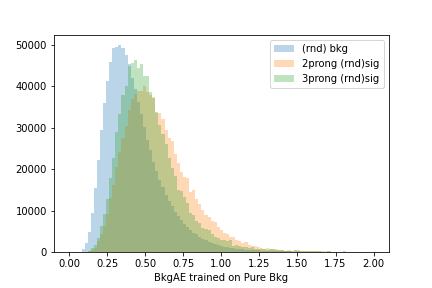 50000
40000
30000
20000
10000
0
(rnd) bkg
2prong (rnd)sig
3prong (rnd)sig
0.00 0.25 0.50 0.75 1.00 1.25 1.50 1.75 2.00
BkgAE trained on Pure Bkg